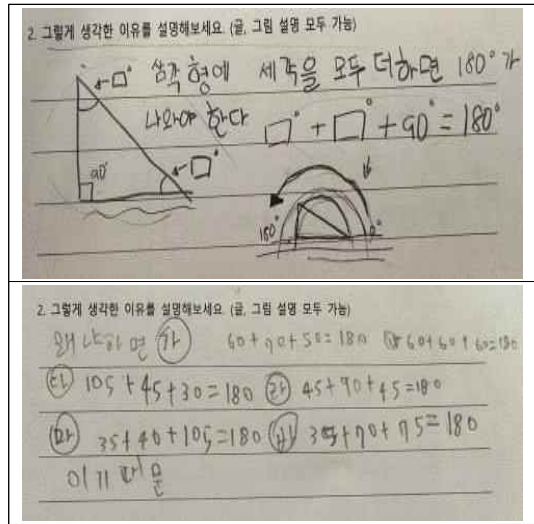 2. 그렇게 생각한 이유를 설명해보세요. (글, 그림 설명 모두 가능)
□° 삼각형에 세각을 모두 더하면 180°가
나와야 한다 □° + □° + 90° = 180°
90° □°
180° 0°
2. 그렇게 생각한 이유를 설명해보세요. (글, 그림 설명 모두 가능)
왜냐하면 가 60+70+50=180 나 60+60+60=180
다 105+45+30=180 라 45+90+45=180
마 35+40+105=180 바 35+70+75=180
이기 때문